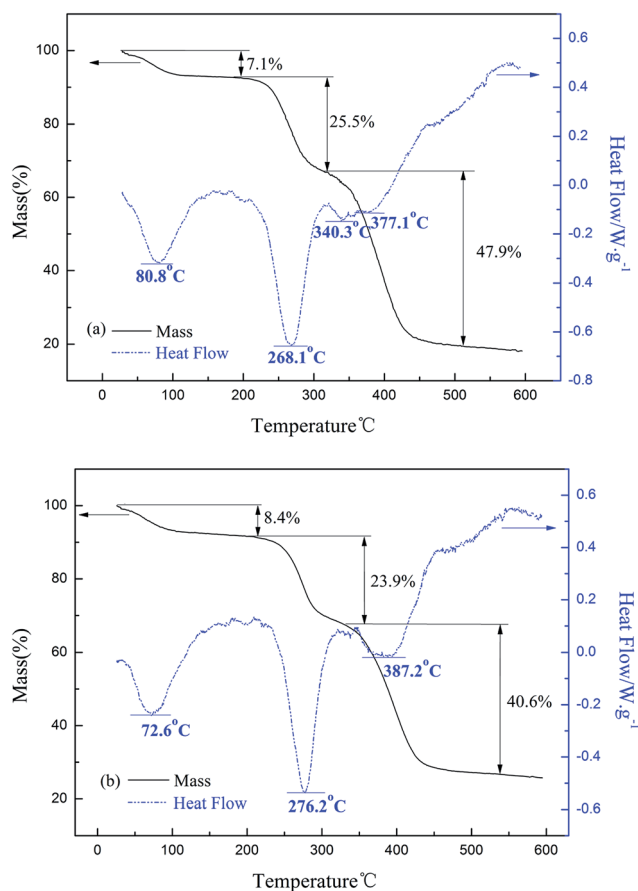 100
80
60
40
20
Mass(%)
0.6
0.4
0.2
0.0
-0.2
-0.4
-0.6
-0.8
Heat Flow/W.g-1
7.1%
25.5%
47.9%
80.8°C
268.1°C
340.3°C
377.1°C
(a)
Mass
Heat Flow
0 100 200 300 400 500 600
Temperature℃
100
80
60
40
20
Mass(%)
0.6
0.4
0.2
0.0
-0.2
-0.4
-0.6
Heat Flow/W.g-1
8.4%
23.9%
40.6%
72.6°C
276.2°C
387.2°C
(b)
Mass
Heat Flow
0 100 200 300 400 500 600
Temperature℃